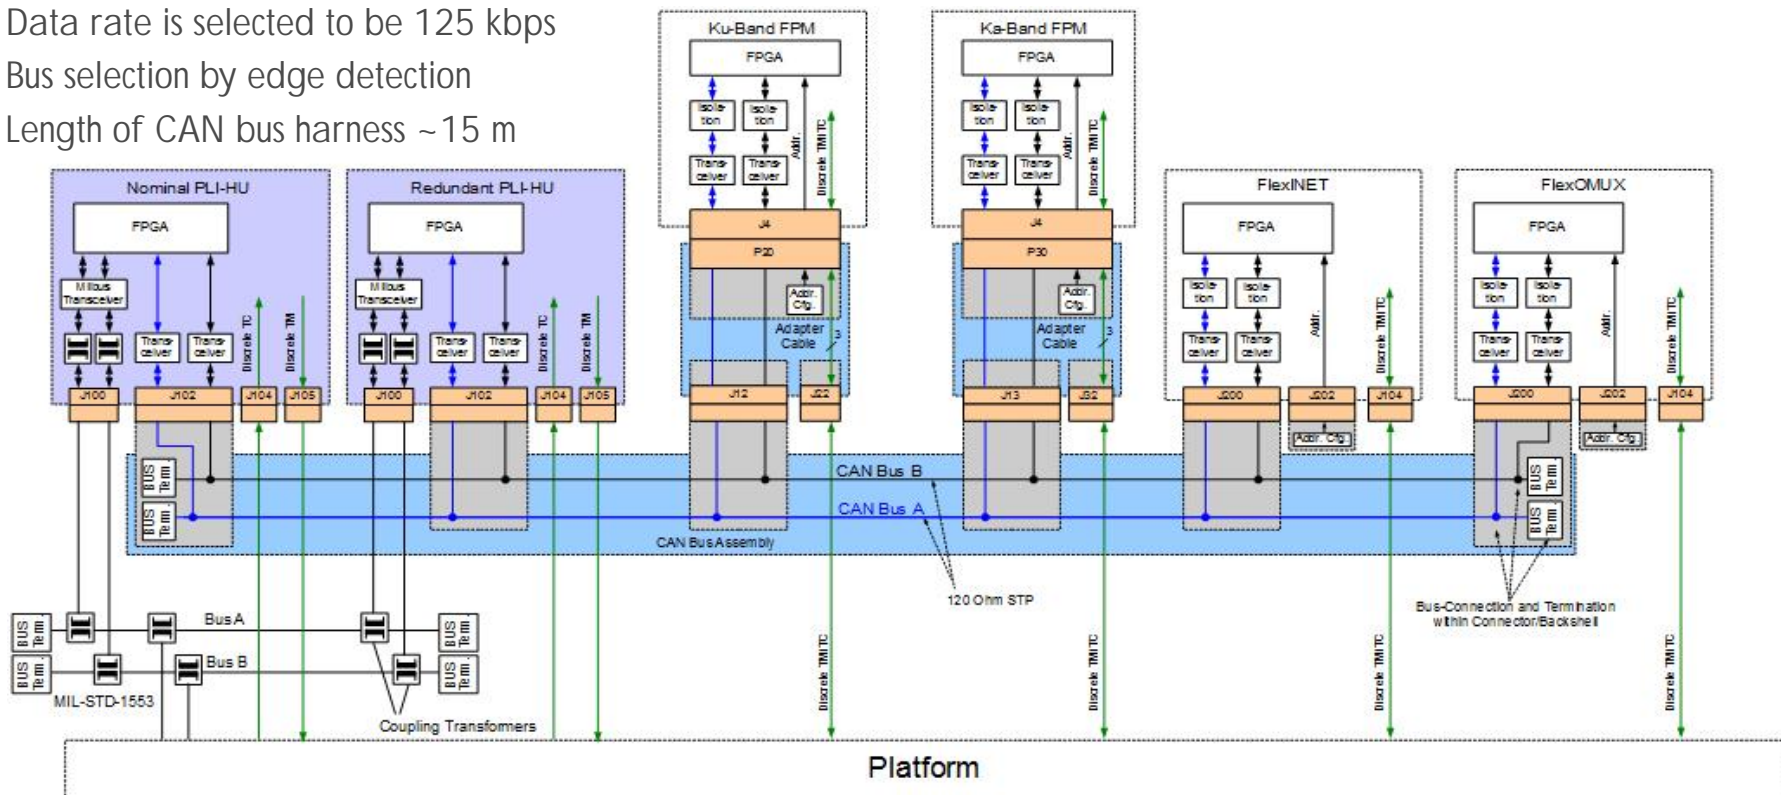 Data rate is selected to be 125 kbps
Bus selection by edge detection
Length of CAN bus harness ~15 m
Nominal PLI-HU
FPGA
Milbus
Transceiver
Trans-
ceiver
Trans-
ceiver
Discrete TC
Discrete TM
J100
J102
J104
J105
Redundant PLI-HU
FPGA
Milbus
Transceiver
Trans-
ceiver
Trans-
ceiver
Discrete TC
Discrete TM
J100
J102
J104
J105
Ku-Band FPM
FPGA
Isola-
tion
Isola-
tion
Trans-
ceiver
Trans-
ceiver
Addr.
Discrete TM/TC
J4
P20
Addr.
Cfg.
Adapter
Cable
3
J12
J22
Ka-Band FPM
FPGA
Isola-
tion
Isola-
tion
Trans-
ceiver
Trans-
ceiver
Addr.
Discrete TM/TC
J4
P30
Addr.
Cfg.
Adapter
Cable
3
J13
J32
FlexINET
FPGA
Isola-
tion
Isola-
tion
Trans-
ceiver
Trans-
ceiver
Addr.
Discrete TM/TC
J200
J202
J104
Addr. Cfg.
FlexOMUX
FPGA
Isola-
tion
Isola-
tion
Trans-
ceiver
Trans-
ceiver
Addr.
Discrete TM/TC
J200
J202
J104
Addr. Cfg.
BUS
Term.
BUS
Term.
CAN Bus B
CAN Bus A
CAN Bus Assembly
BUS
Term.
BUS
Term.
120 Ohm STP
Bus-Connection and Termination
within Connector/Backshell
BUS
Term.
BUS
Term.
Bus A
Bus B
BUS
Term.
BUS
Term.
MIL-STD-1553
Coupling Transformers
Discrete TM/TC
Discrete TM/TC
Discrete TM/TC
Discrete TM/TC
Platform